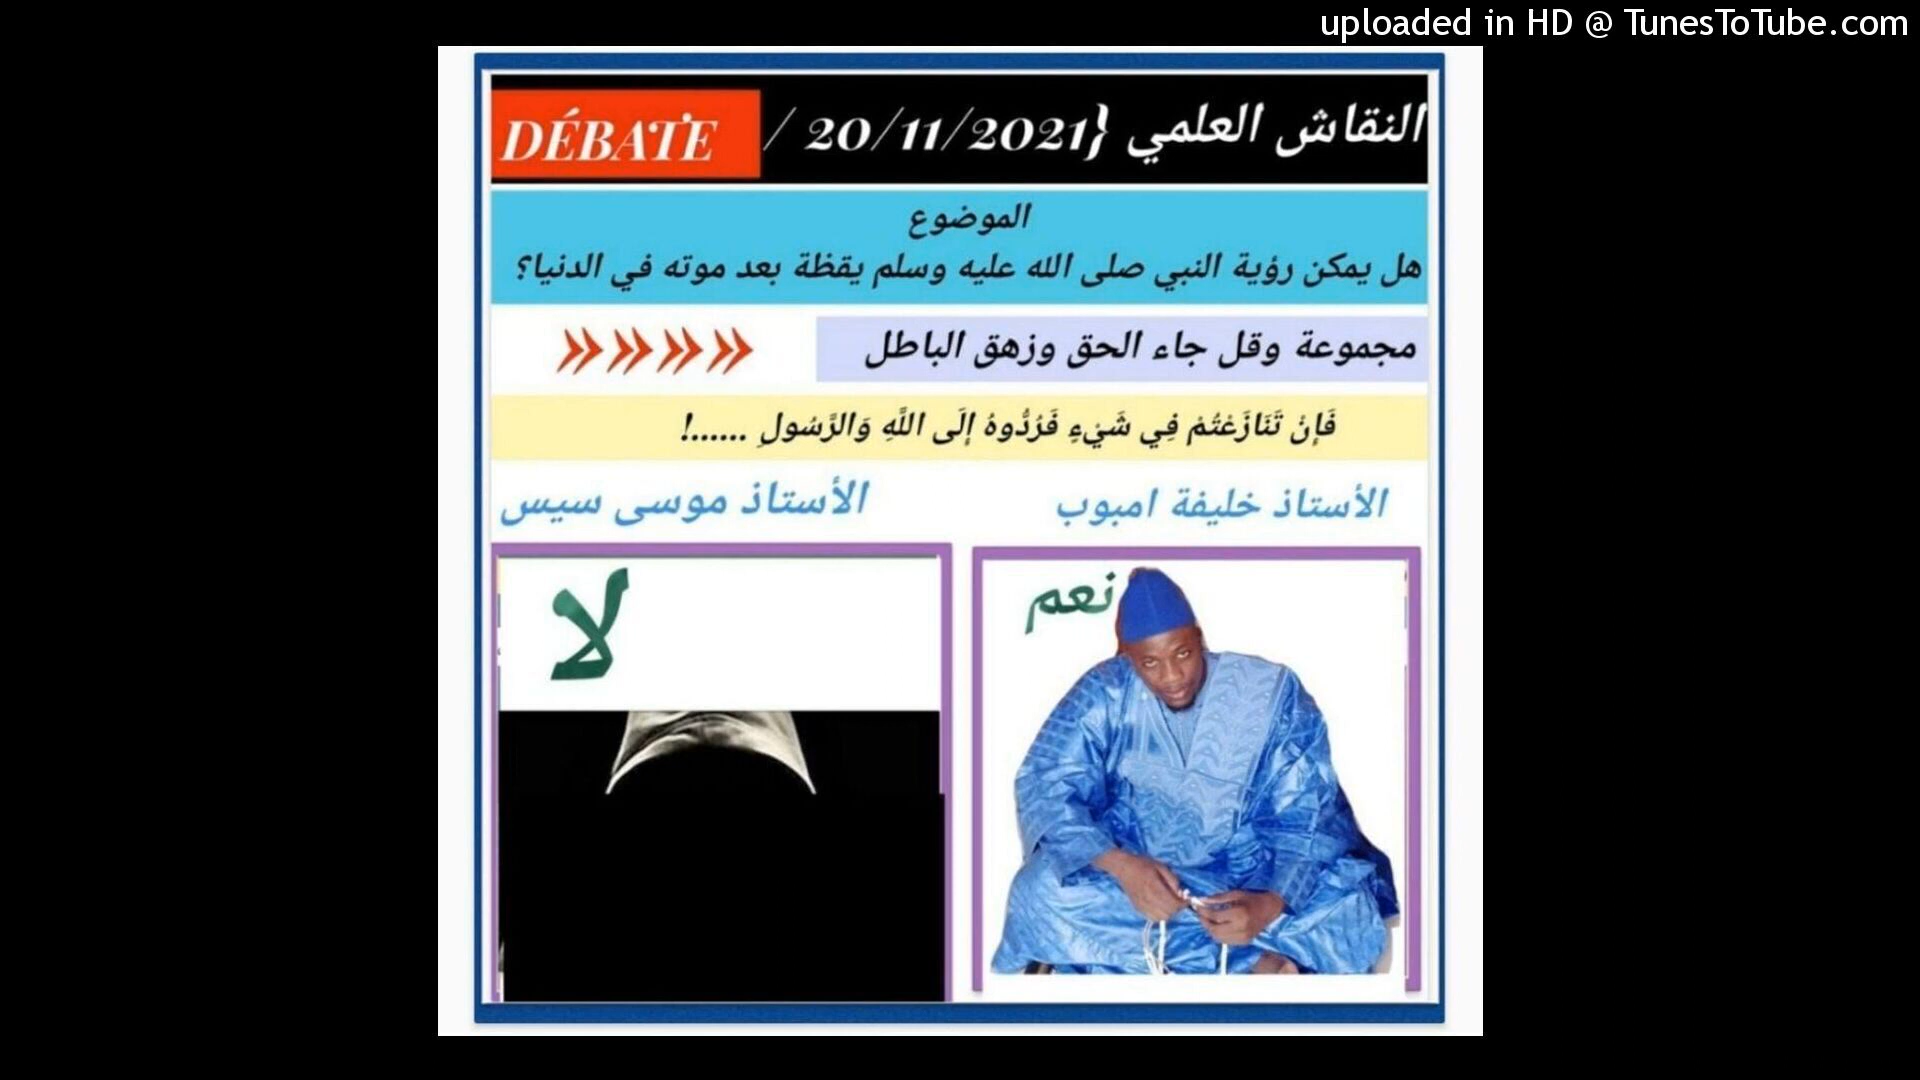 uploaded in HD @ TunesToTube.com
النقاش العلمي {20/11/2021 / DÉBATE
الموضوع
هل يمكن رؤية النبي صلى الله عليه وسلم يقظة بعد موته في الدنيا؟
مجموعة وقل جاء الحق وزهق الباطل
فَإِنْ تَنَازَعْتُمْ فِي شَيْءٍ فَرُدُّوهُ إِلَى اللَّهِ وَالرَّسُولِ ......!
الأستاذ خليفة امبوب
الأستاذ موسى سيس
نعم
لا